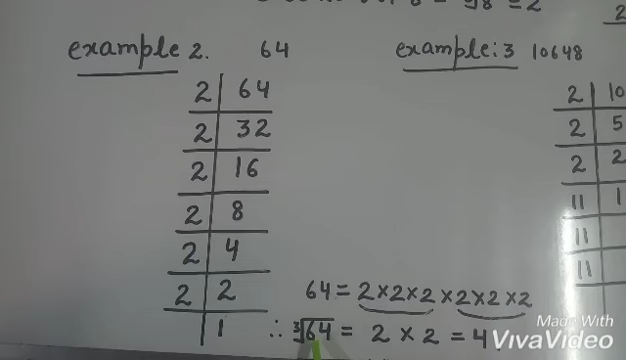 = 2
2
example 2. 64
example: 3 10648
2 64
2 32
2 16
2 8
2 4
2 2
1
2 10
2 5
2 2
11 1
11
11
64 = 2×2×2 × 2×2×2
∴ ∛64 = 2 × 2 = 4.
Made With
VivaVideo